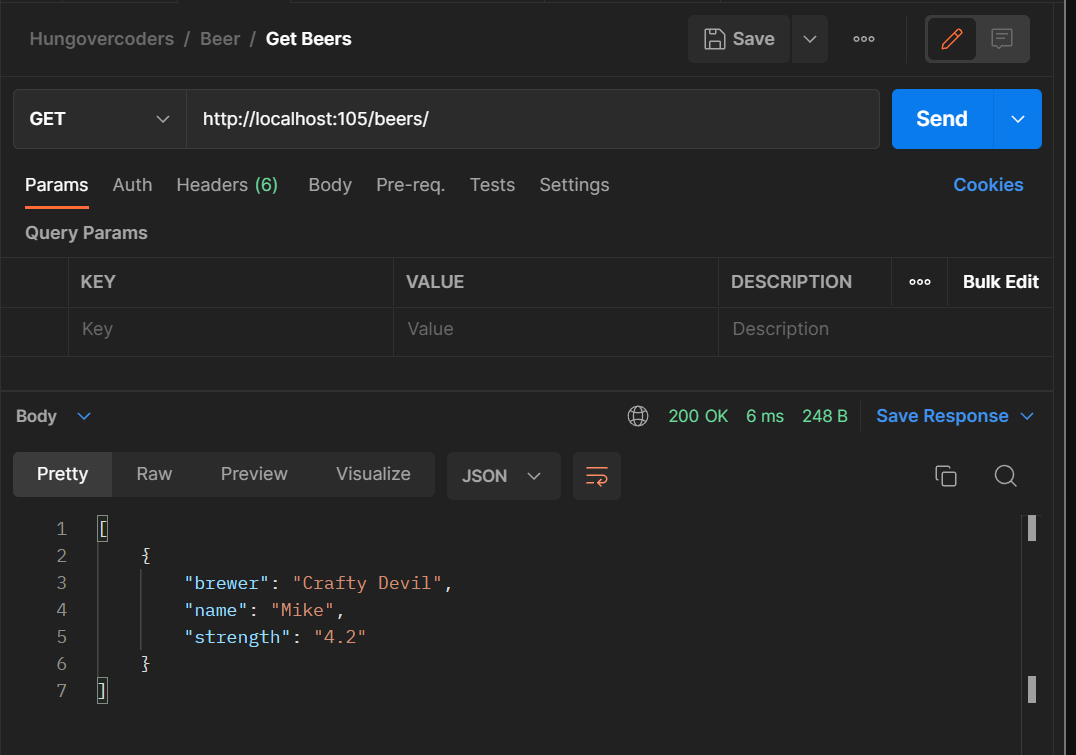 Hungovercoders / Beer / Get Beers
Save
GET http://localhost:105/beers/ Send
Params Auth Headers (6) Body Pre-req. Tests Settings Cookies
Query Params
KEY VALUE DESCRIPTION Bulk Edit
Key Value Description
Body 200 OK 6 ms 248 B Save Response
Pretty Raw Preview Visualize JSON
1 [
2 {
3 "brewer": "Crafty Devil",
4 "name": "Mike",
5 "strength": "4.2"
6 }
7 ]